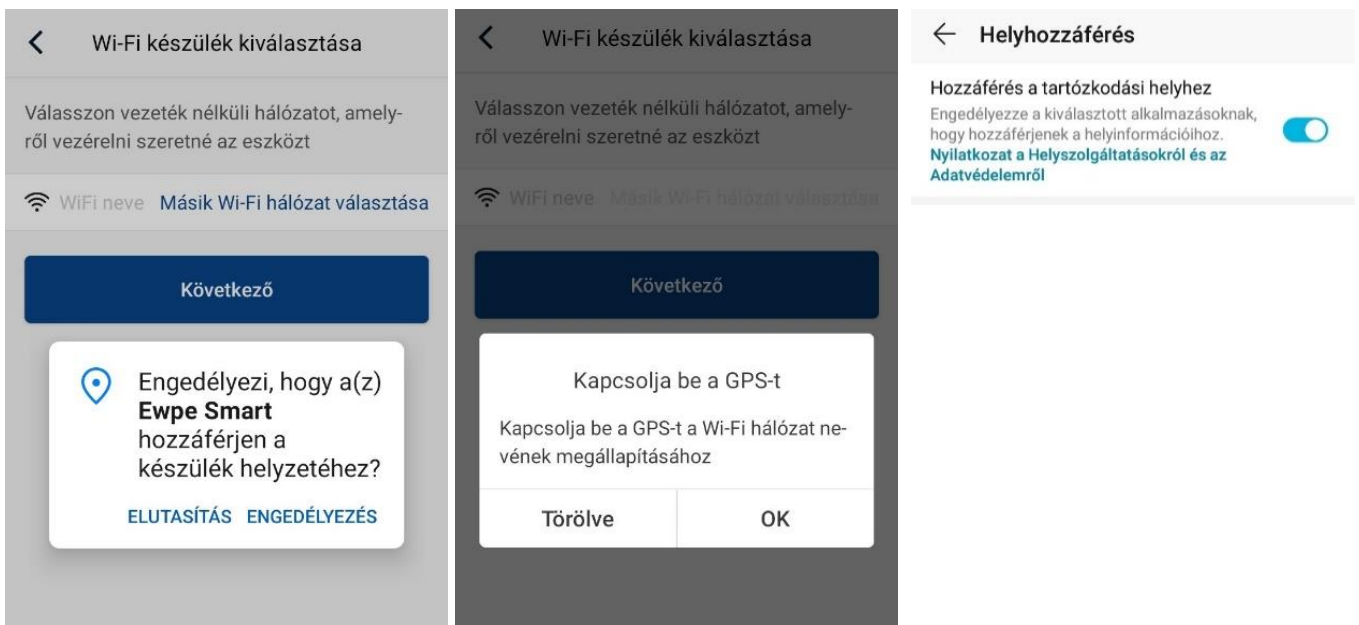 Wi-Fi készülék kiválasztása
Válasszon vezeték nélküli hálózatot, amely-
ről vezérelni szeretné az eszközt
WiFi neve Másik Wi-Fi hálózat választása
Következő
Engedélyezi, hogy a(z)
Ewpe Smart
hozzáférjen a
készülék helyzetéhez?
ELUTASÍTÁS ENGEDÉLYEZÉS
Wi-Fi készülék kiválasztása
Válasszon vezeték nélküli hálózatot, amely-
ről vezérelni szeretné az eszközt
WiFi neve Másik Wi-Fi hálózat választása
Következő
Kapcsolja be a GPS-t
Kapcsolja be a GPS-t a Wi-Fi hálózat ne-
vének megállapításához
Törölve OK
Helyhozzáférés
Hozzáférés a tartózkodási helyhez
Engedélyezze a kiválasztott alkalmazásoknak,
hogy hozzáférjenek a helyinformációihoz.
Nyilatkozat a Helyszolgáltatásokról és az
Adatvédelemről